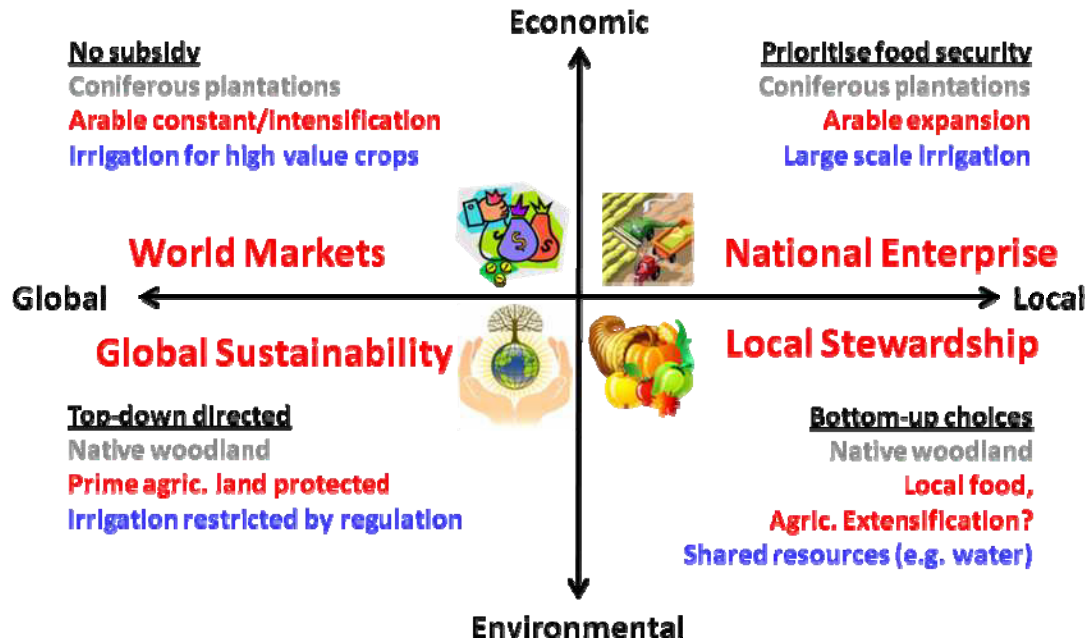 Economic
No subsidy
Coniferous plantations
Arable constant/intensification
Irrigation for high value crops
Prioritise food security
Coniferous plantations
Arable expansion
Large scale irrigation
World Markets
National Enterprise
Global
Local
Global Sustainability
Local Stewardship
Top-down directed
Native woodland
Prime agric. land protected
Irrigation restricted by regulation
Bottom-up choices
Native woodland
Local food,
Agric. Extensification?
Shared resources (e.g. water)
Environmental